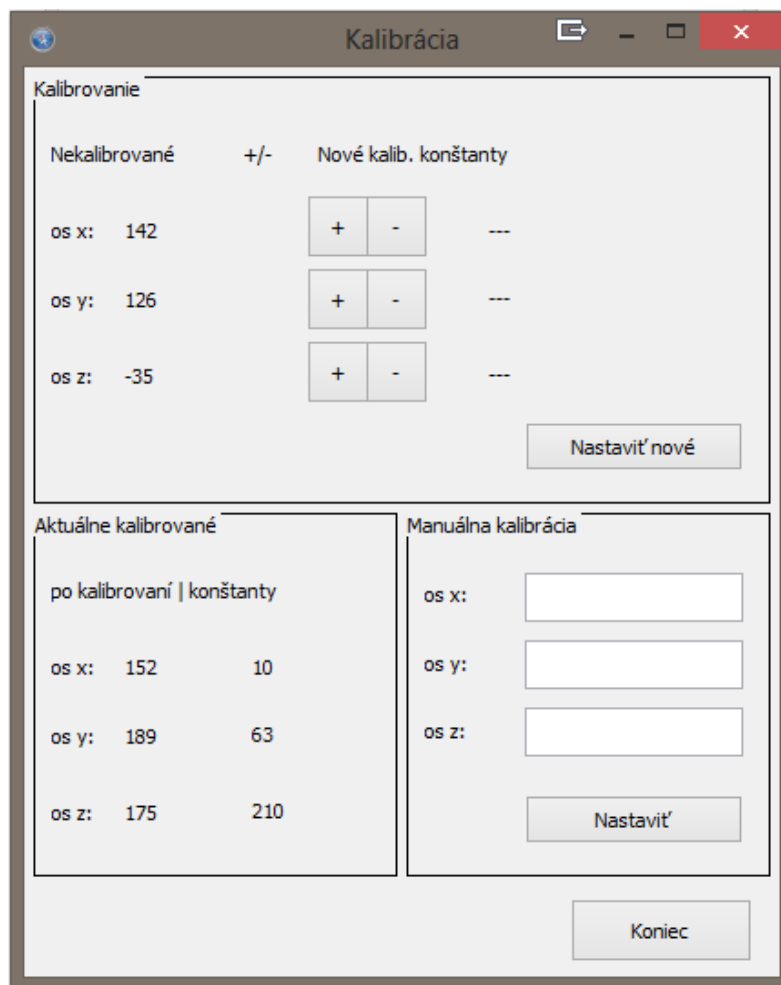 Kalibrácia
Kalibrovanie
Nekalibrované +/- Nové kalib. konštanty
os x: 142 + - ---
os y: 126 + - ---
os z: -35 + - ---
Nastaviť nové
Aktuálne kalibrované
po kalibrovaní | konštanty
os x: 152 10
os y: 189 63
os z: 175 210
Manuálna kalibrácia
os x:
os y:
os z:
Nastaviť
Koniec